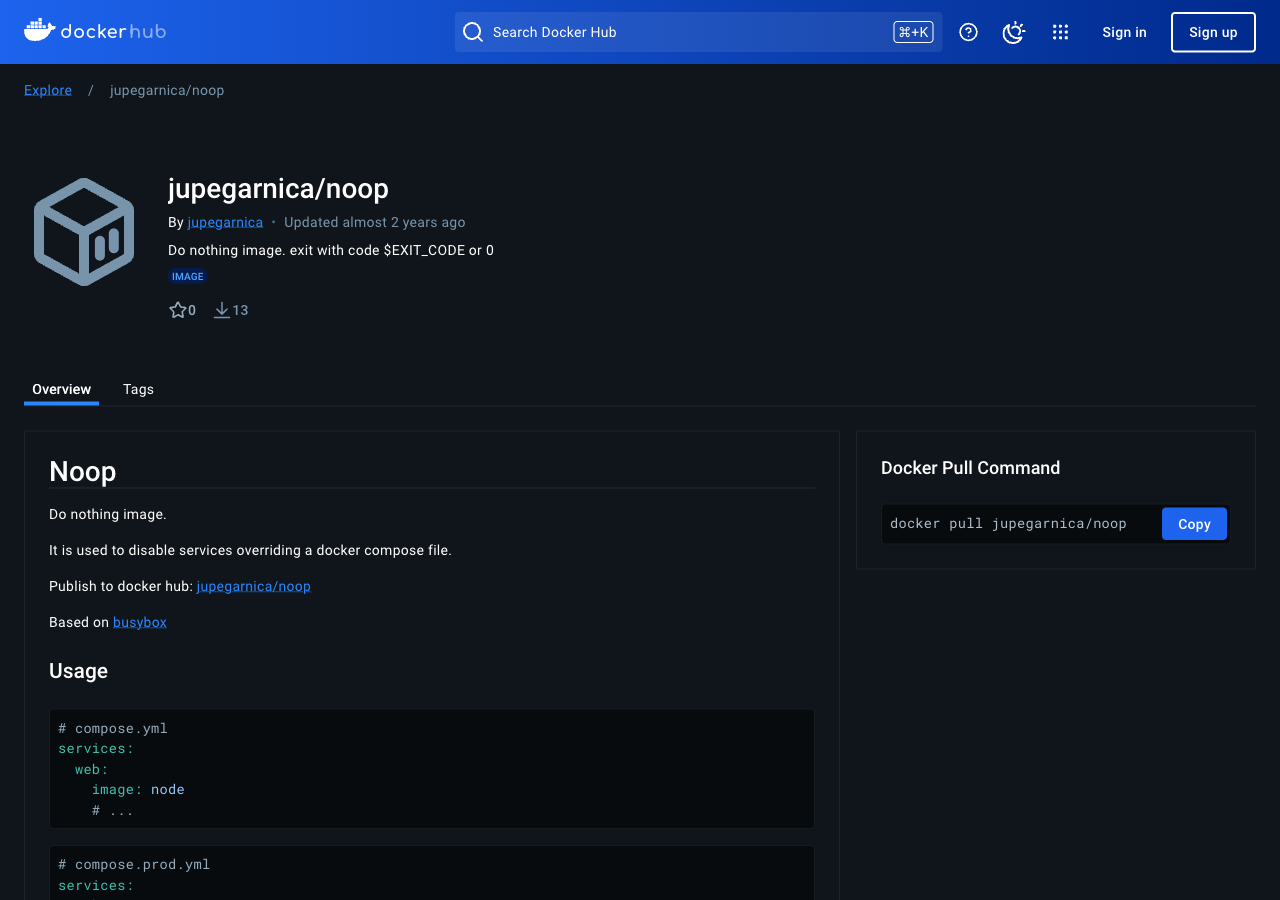 dockerhub
Search Docker Hub
⌘+K
Sign in
Sign up
Explore / jupegarnica/noop
jupegarnica/noop
By jupegarnica • Updated almost 2 years ago
Do nothing image. exit with code $EXIT_CODE or 0
IMAGE
0 13
Overview Tags
Noop
Do nothing image.
It is used to disable services overriding a docker compose file.
Publish to docker hub: jupegarnica/noop
Based on busybox
Usage
# compose.yml
services:
  web:
    image: node
    # ...
# compose.prod.yml
services:
Docker Pull Command
docker pull jupegarnica/noop
Copy